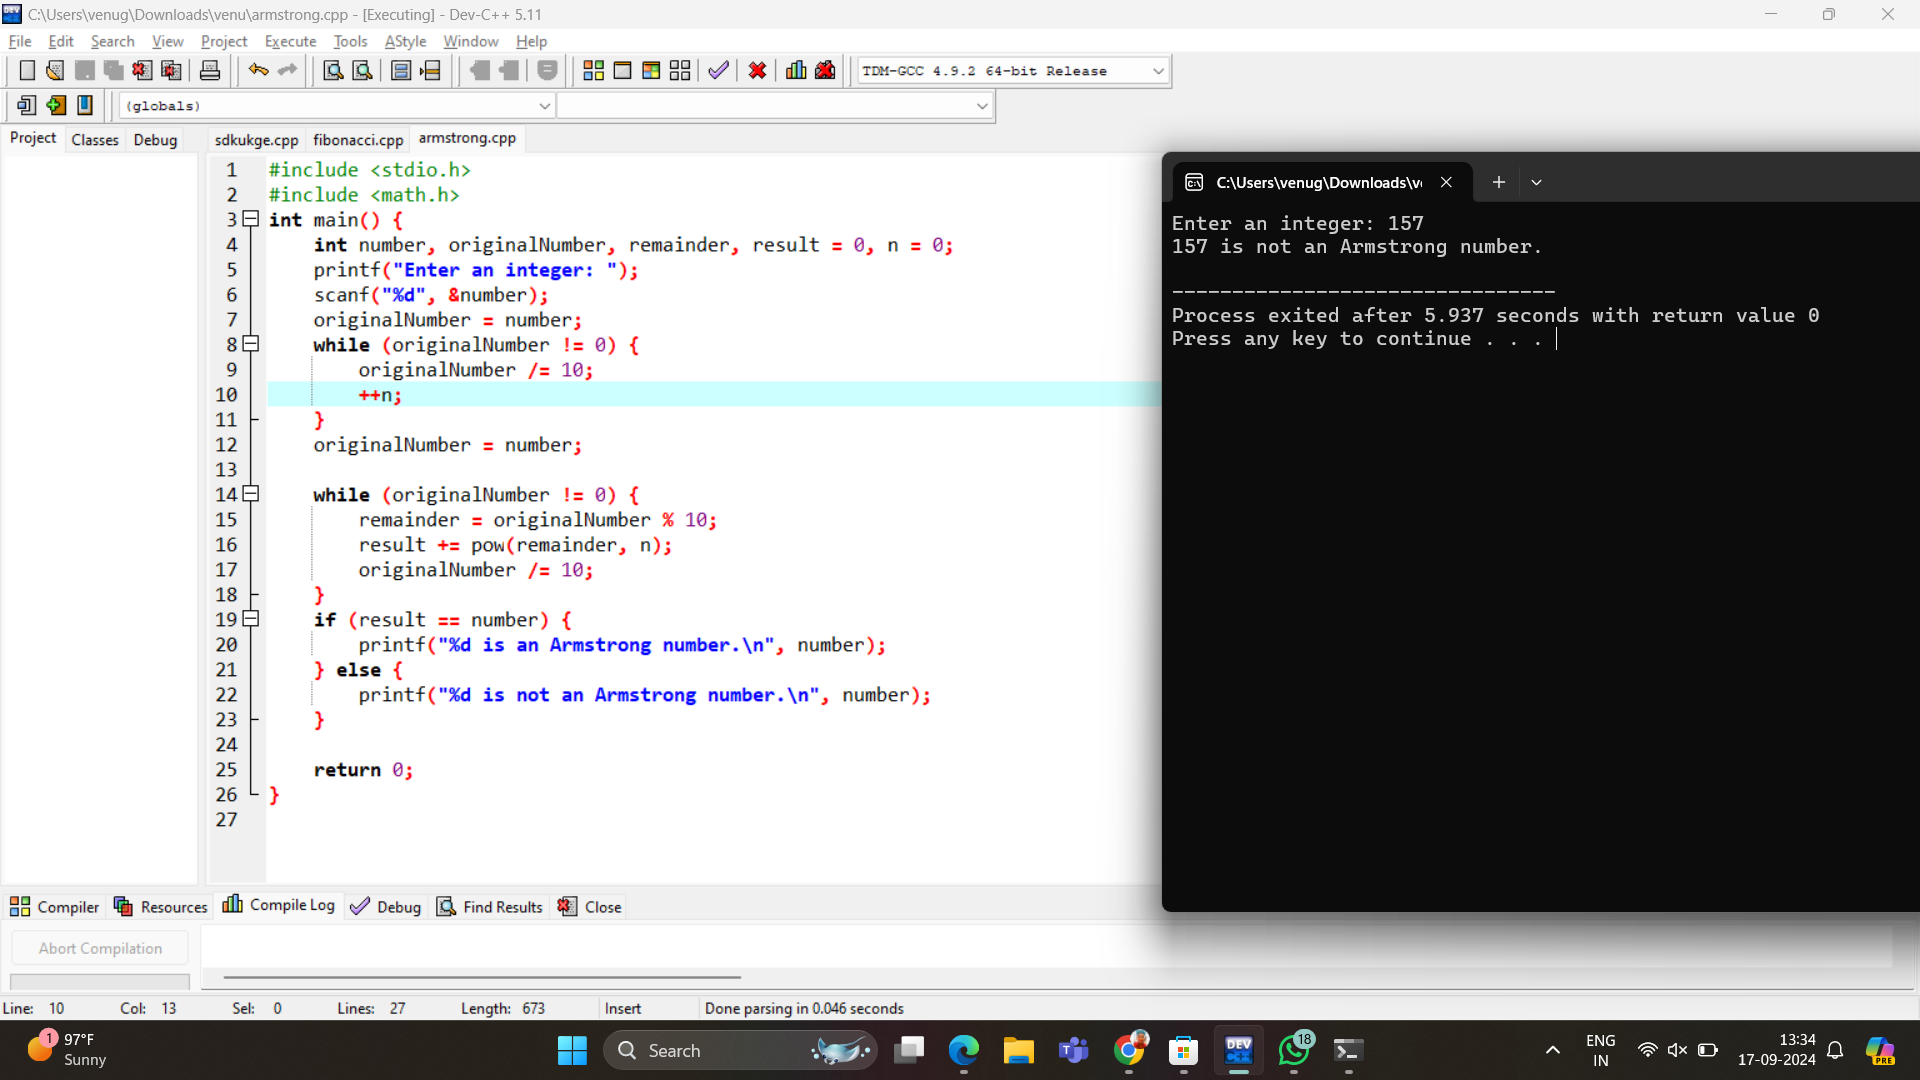 C:\Users\venug\Downloads\venu\armstrong.cpp - [Executing] - Dev-C++ 5.11
File Edit Search View Project Execute Tools AStyle Window Help
TDM-GCC 4.9.2 64-bit Release
(globals)
Project Classes Debug
sdkukge.cpp fibonacci.cpp armstrong.cpp
1 #include <stdio.h>
2 #include <math.h>
3 int main() {
4 int number, originalNumber, remainder, result = 0, n = 0;
5 printf("Enter an integer: ");
6 scanf("%d", &number);
7 originalNumber = number;
8 while (originalNumber != 0) {
9 originalNumber /= 10;
10 ++n;
11 }
12 originalNumber = number;
13
14 while (originalNumber != 0) {
15 remainder = originalNumber % 10;
16 result += pow(remainder, n);
17 originalNumber /= 10;
18 }
19 if (result == number) {
20 printf("%d is an Armstrong number.\n", number);
21 } else {
22 printf("%d is not an Armstrong number.\n", number);
23 }
24
25 return 0;
26 }
27
C:\Users\venug\Downloads\v
Enter an integer: 157
157 is not an Armstrong number.
--------------------------------
Process exited after 5.937 seconds with return value 0
Press any key to continue . . .
Compiler Resources Compile Log Debug Find Results Close
Abort Compilation
Line: 10 Col: 13 Sel: 0 Lines: 27 Length: 673 Insert Done parsing in 0.046 seconds
1
97°F
Sunny
Search
DEV
C++
18
ENG
IN
13:34
17-09-2024
PRE